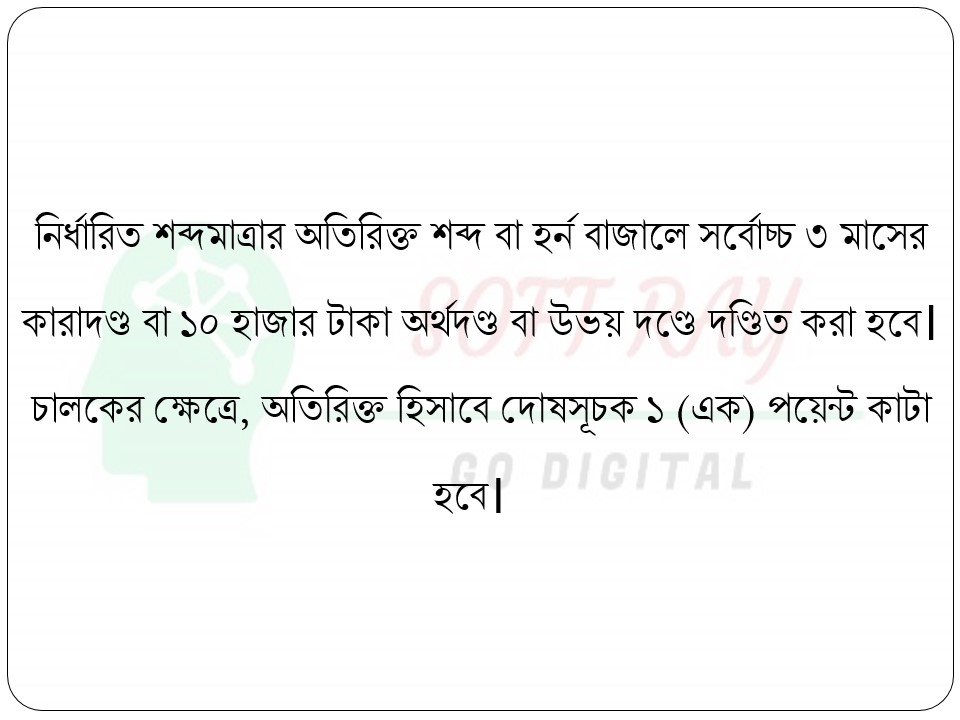 নির্ধারিত শব্দমাত্রার অতিরিক্ত শব্দ বা হর্ন বাজালে সর্বোচ্চ ৩ মাসের
কারাদণ্ড বা ১০ হাজার টাকা অর্থদণ্ড বা উভয় দণ্ডে দণ্ডিত করা হবে|
চালকের ক্ষেত্রে, অতিরিক্ত হিসাবে দোষসূচক ১ (এক) পয়েন্ট কাটা
হবে|
SOFT RAY
GO DIGITAL